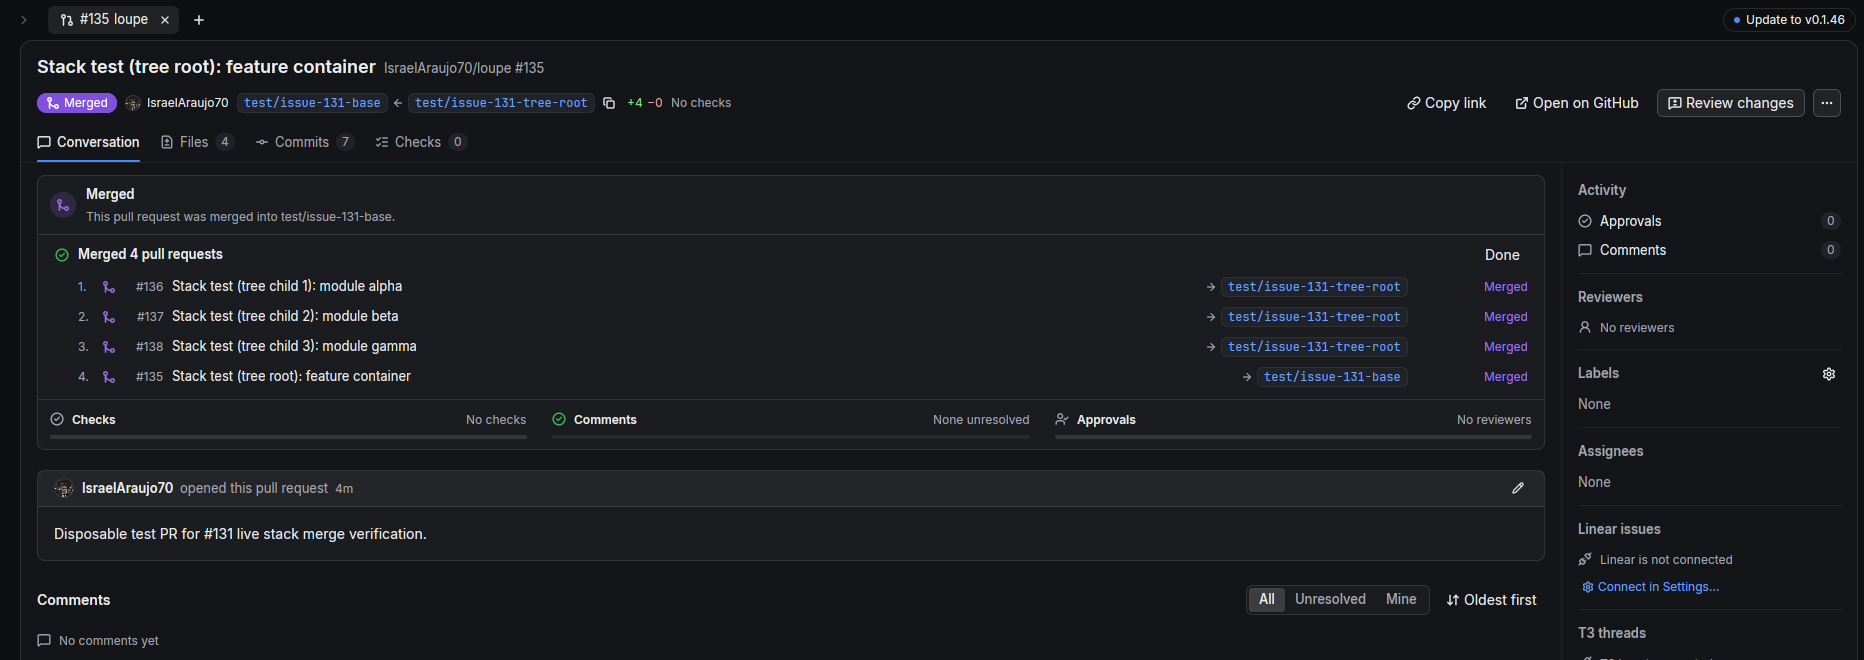 #135 loupe
Update to v0.1.46
Stack test (tree root): feature container IsraelAraujo70/loupe #135
Merged IsraelAraujo70 test/issue-131-base ← test/issue-131-tree-root +4 −0 No checks
Copy link Open on GitHub Review changes ...
Conversation Files 4 Commits 7 Checks 0
Merged
This pull request was merged into test/issue-131-base.
Merged 4 pull requests Done
1. #136 Stack test (tree child 1): module alpha → test/issue-131-tree-root Merged
2. #137 Stack test (tree child 2): module beta → test/issue-131-tree-root Merged
3. #138 Stack test (tree child 3): module gamma → test/issue-131-tree-root Merged
4. #135 Stack test (tree root): feature container → test/issue-131-base Merged
Checks No checks Comments None unresolved Approvals No reviewers
IsraelAraujo70 opened this pull request 4m
Disposable test PR for #131 live stack merge verification.
Comments All Unresolved Mine Oldest first
No comments yet
Activity
Approvals 0
Comments 0
Reviewers
No reviewers
Labels
None
Assignees
None
Linear issues
Linear is not connected
Connect in Settings...
T3 threads